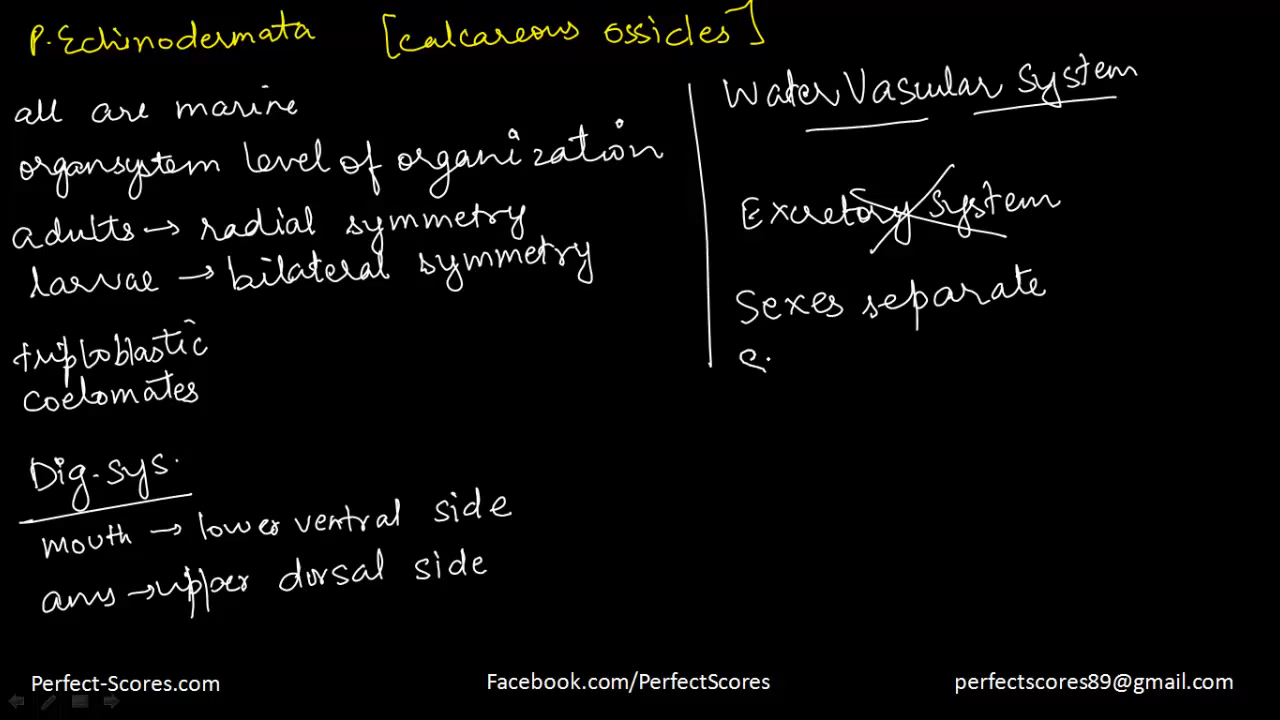 P. Echinodermata [calcareous ossicles]
all are marine
organsystem level of organization
adults → radial symmetry
larvae → bilateral symmetry
triploblastic
coelomates
Dig. sys.
mouth → lower ventral side
anus → upper dorsal side
Water Vascular System
Excretory System
Sexes separate
Perfect-Scores.com
Facebook.com/PerfectScores
perfectscores89@gmail.com